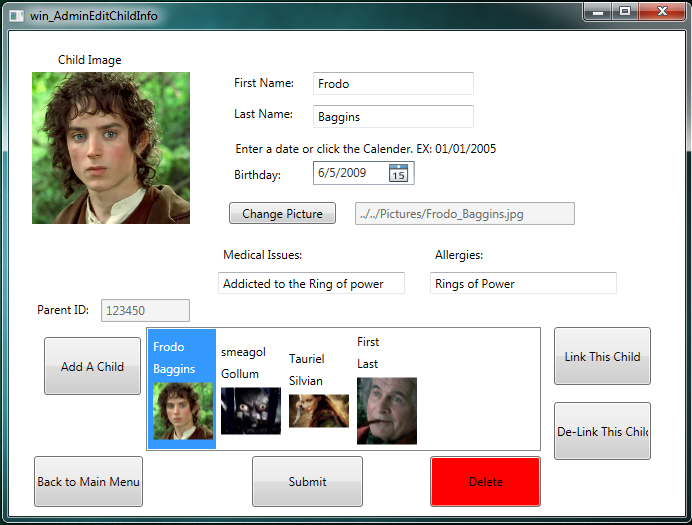 win_AdminEditChildInfo
Child Image
First Name:
Frodo
Last Name:
Baggins
Enter a date or click the Calender. EX: 01/01/2005
Birthday:
6/5/2009
15
Change Picture
../../Pictures/Frodo_Baggins.jpg
Medical Issues:
Allergies:
Addicted to the Ring of power
Rings of Power
Parent ID:
123450
Add A Child
Frodo
Baggins
smeagol
Gollum
Tauriel
Silvian
First
Last
Link This Child
De-Link This Child
Back to Main Menu
Submit
Delete